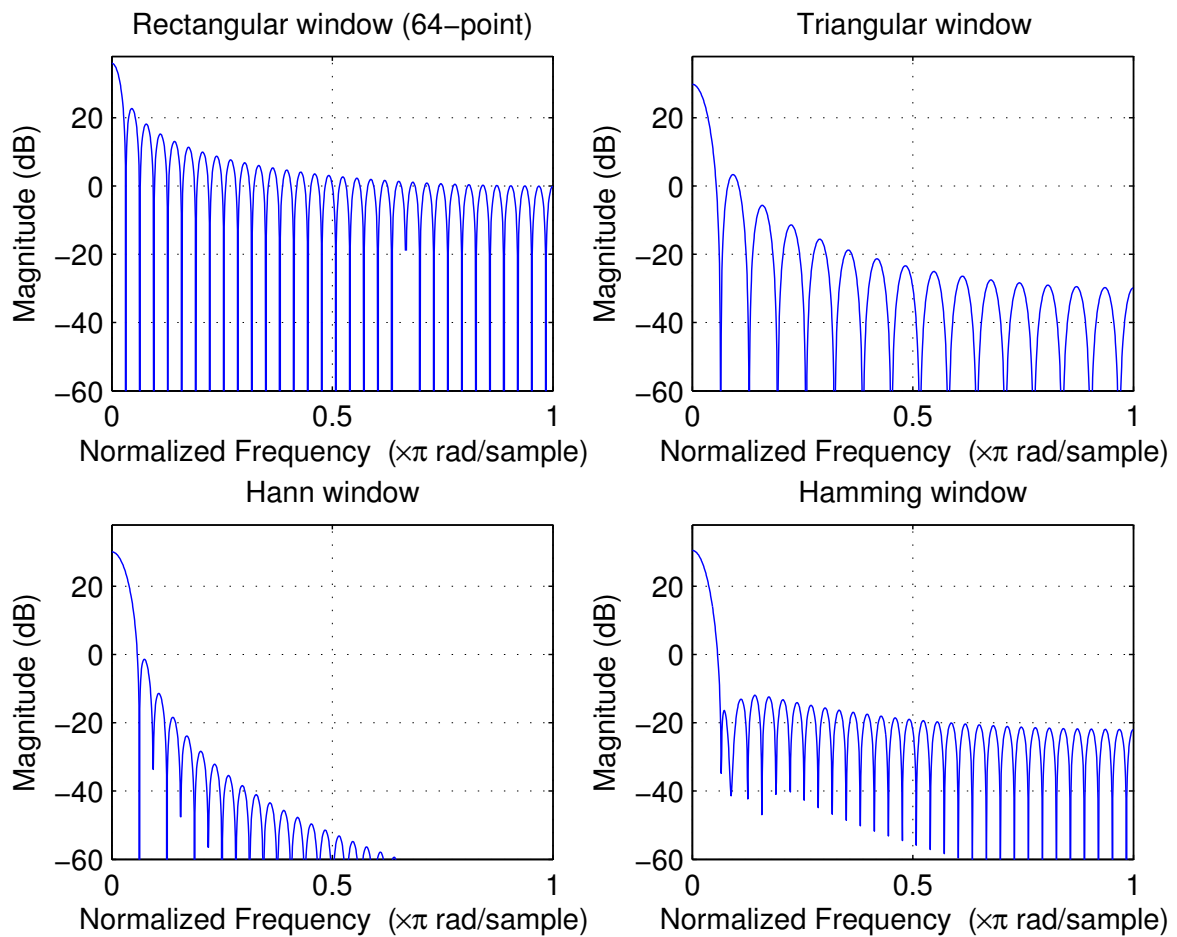 Rectangular window (64−point)
Magnitude (dB)
20
0
−20
−40
−60
0
0.5
1
Normalized Frequency (×π rad/sample)
Triangular window
Magnitude (dB)
20
0
−20
−40
−60
0
0.5
1
Normalized Frequency (×π rad/sample)
Hann window
Magnitude (dB)
20
0
−20
−40
−60
0
0.5
1
Normalized Frequency (×π rad/sample)
Hamming window
Magnitude (dB)
20
0
−20
−40
−60
0
0.5
1
Normalized Frequency (×π rad/sample)